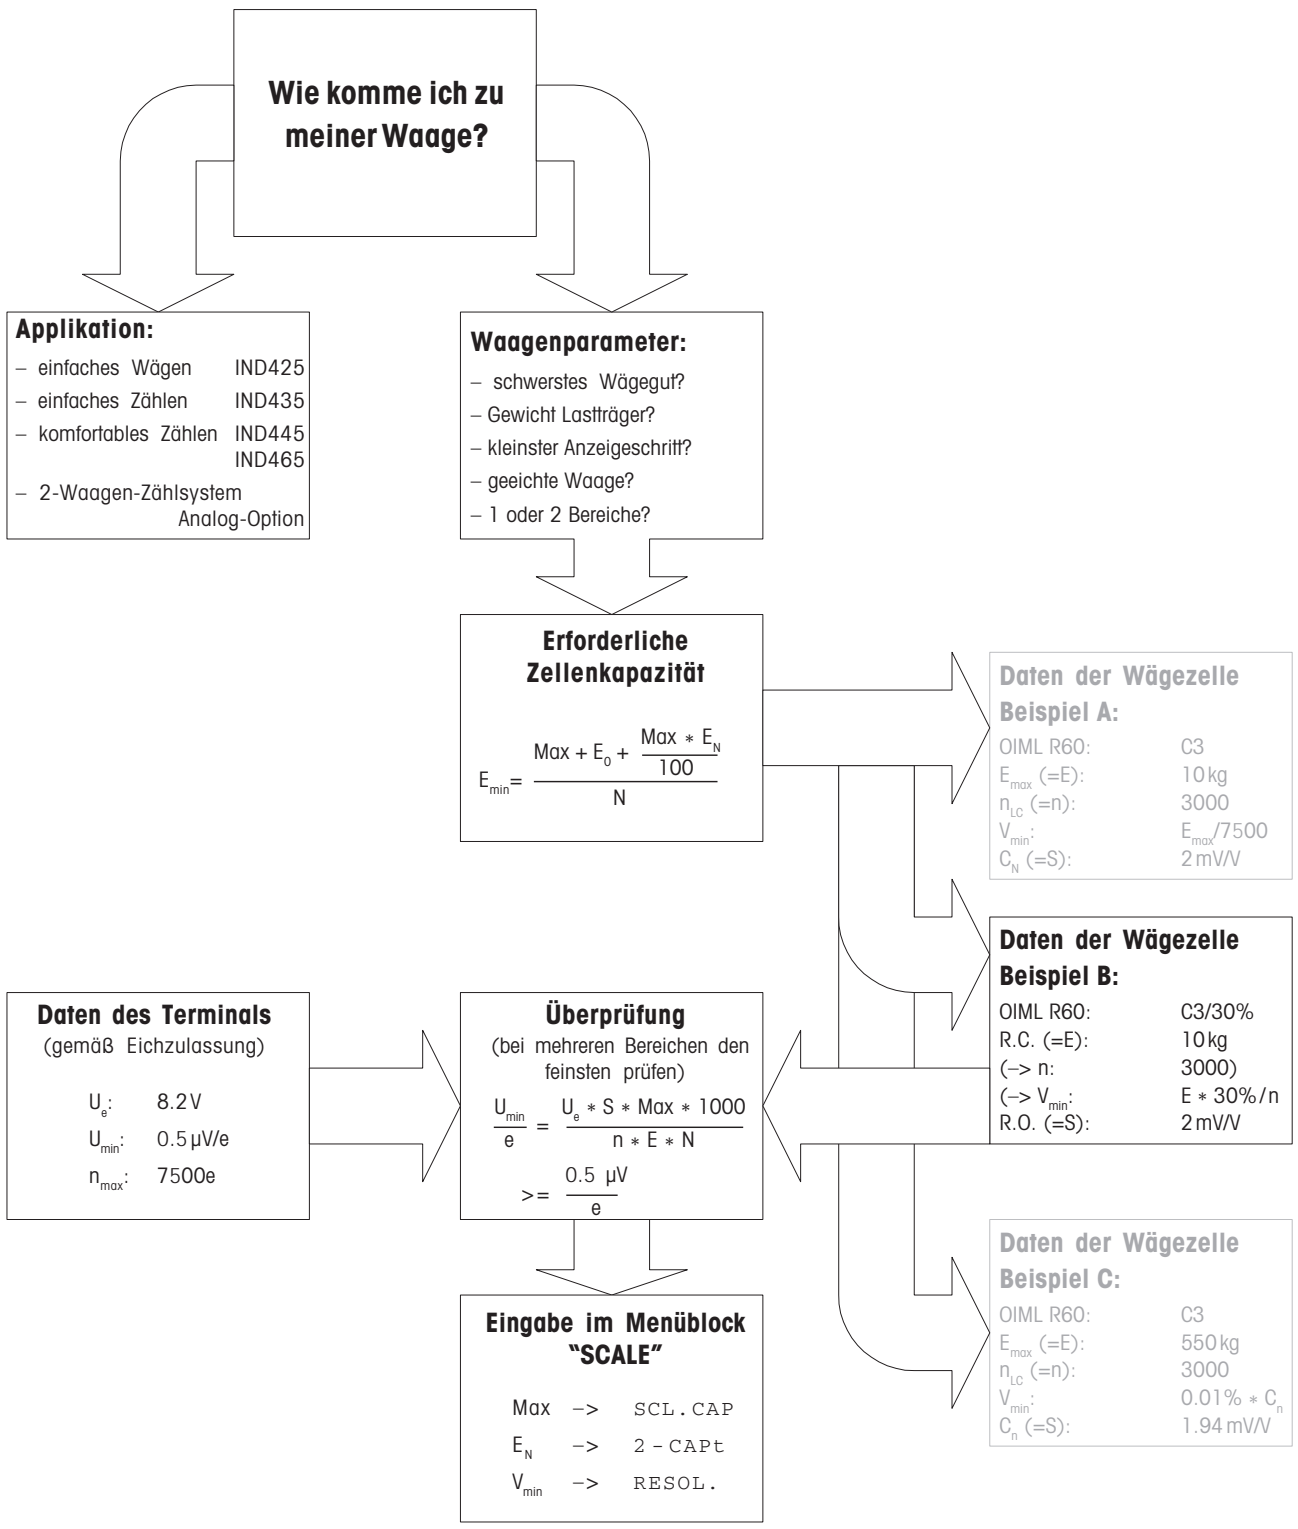 Wie komme ich zu
meiner Waage?
Applikation:
– einfaches Wägen IND425
– einfaches Zählen IND435
– komfortables Zählen IND445
IND465
– 2-Waagen-Zählsystem
Analog-Option
Waagenparameter:
– schwerstes Wägegut?
– Gewicht Lastträger?
– kleinster Anzeigeschritt?
– geeichte Waage?
– 1 oder 2 Bereiche?
Erforderliche
Zellenkapazität
Max * E_N
Max + E_0 +
100
E_min=
N
Daten der Wägezelle
Beispiel A:
OIML R60: C3
E_max (=E): 10 kg
n_LC (=n): 3000
V_min: E_max/7500
C_N (=S): 2 mV/V
Daten der Wägezelle
Beispiel B:
OIML R60: C3/30%
R.C. (=E): 10 kg
(–> n: 3000)
(–> V_min: E * 30%/n
R.O. (=S): 2 mV/V
Daten des Terminals
(gemäß Eichzulassung)
U_e: 8.2 V
U_min: 0.5 µV/e
n_max: 7500e
Überprüfung
(bei mehreren Bereichen den
feinsten prüfen)
U_min U_e * S * Max * 1000
=
e n * E * N
0.5 µV
>=
e
Daten der Wägezelle
Beispiel C:
OIML R60: C3
E_max (=E): 550 kg
n_LC (=n): 3000
V_min: 0.01% * C_n
C_n (=S): 1.94 mV/V
Eingabe im Menüblock
“SCALE”
Max –> SCL.CAP
E_N –> 2-CAPt
V_min –> RESOL.